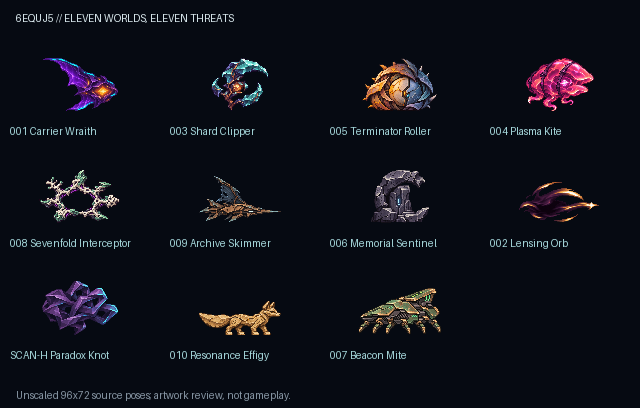 6EQUJ5 // ELEVEN WORLDS, ELEVEN THREATS
001 Carrier Wraith
003 Shard Clipper
005 Terminator Roller
004 Plasma Kite
008 Sevenfold Interceptor
009 Archive Skimmer
006 Memorial Sentinel
002 Lensing Orb
SCAN-H Paradox Knot
010 Resonance Effigy
007 Beacon Mite
Unscaled 96x72 source poses; artwork review, not gameplay.